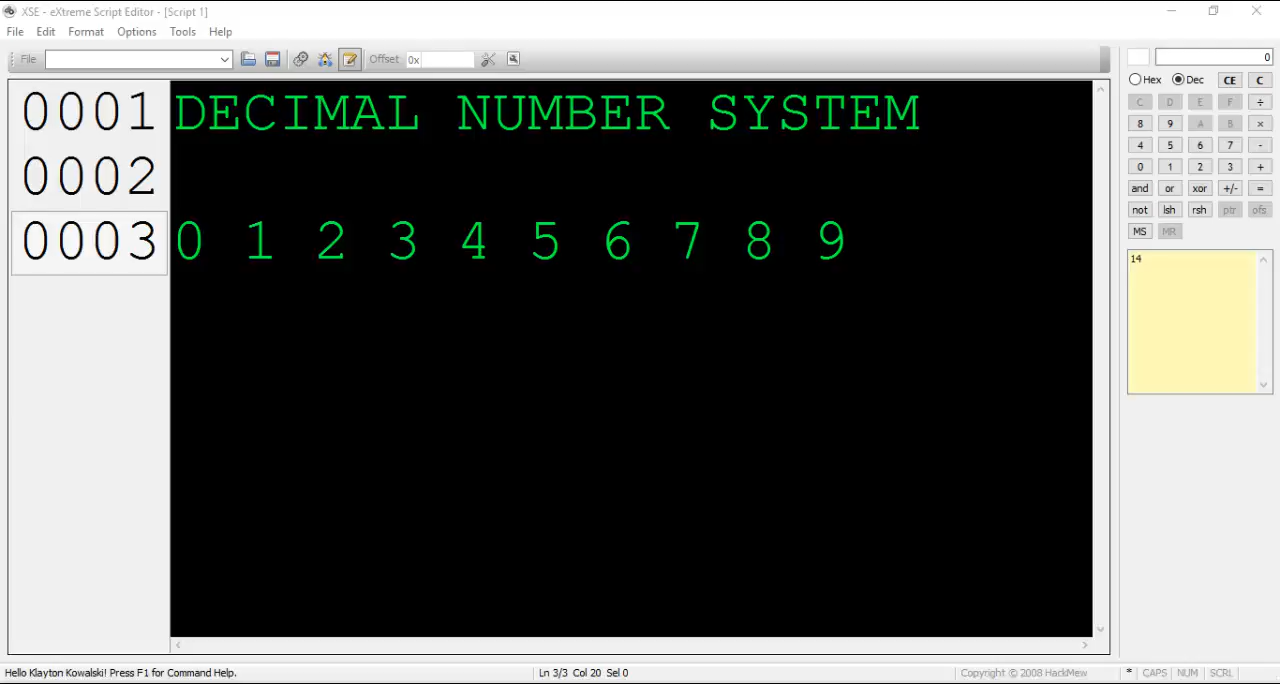 XSE - eXtreme Script Editor - [Script 1]
File Edit Format Options Tools Help
File Offset 0x
0
Hex Dec CE C
C D E F ÷
8 9 A B ×
4 5 6 7 -
0 1 2 3 +
and or xor +/- =
not lsh rsh ptr ofs
MS MR
14
0001 DECIMAL NUMBER SYSTEM
0002
0003 0 1 2 3 4 5 6 7 8 9
Hello Klayton Kowalski! Press F1 for Command Help. Ln 3/3 Col 20 Sel 0 Copyright © 2008 HackMew * CAPS NUM SCRL